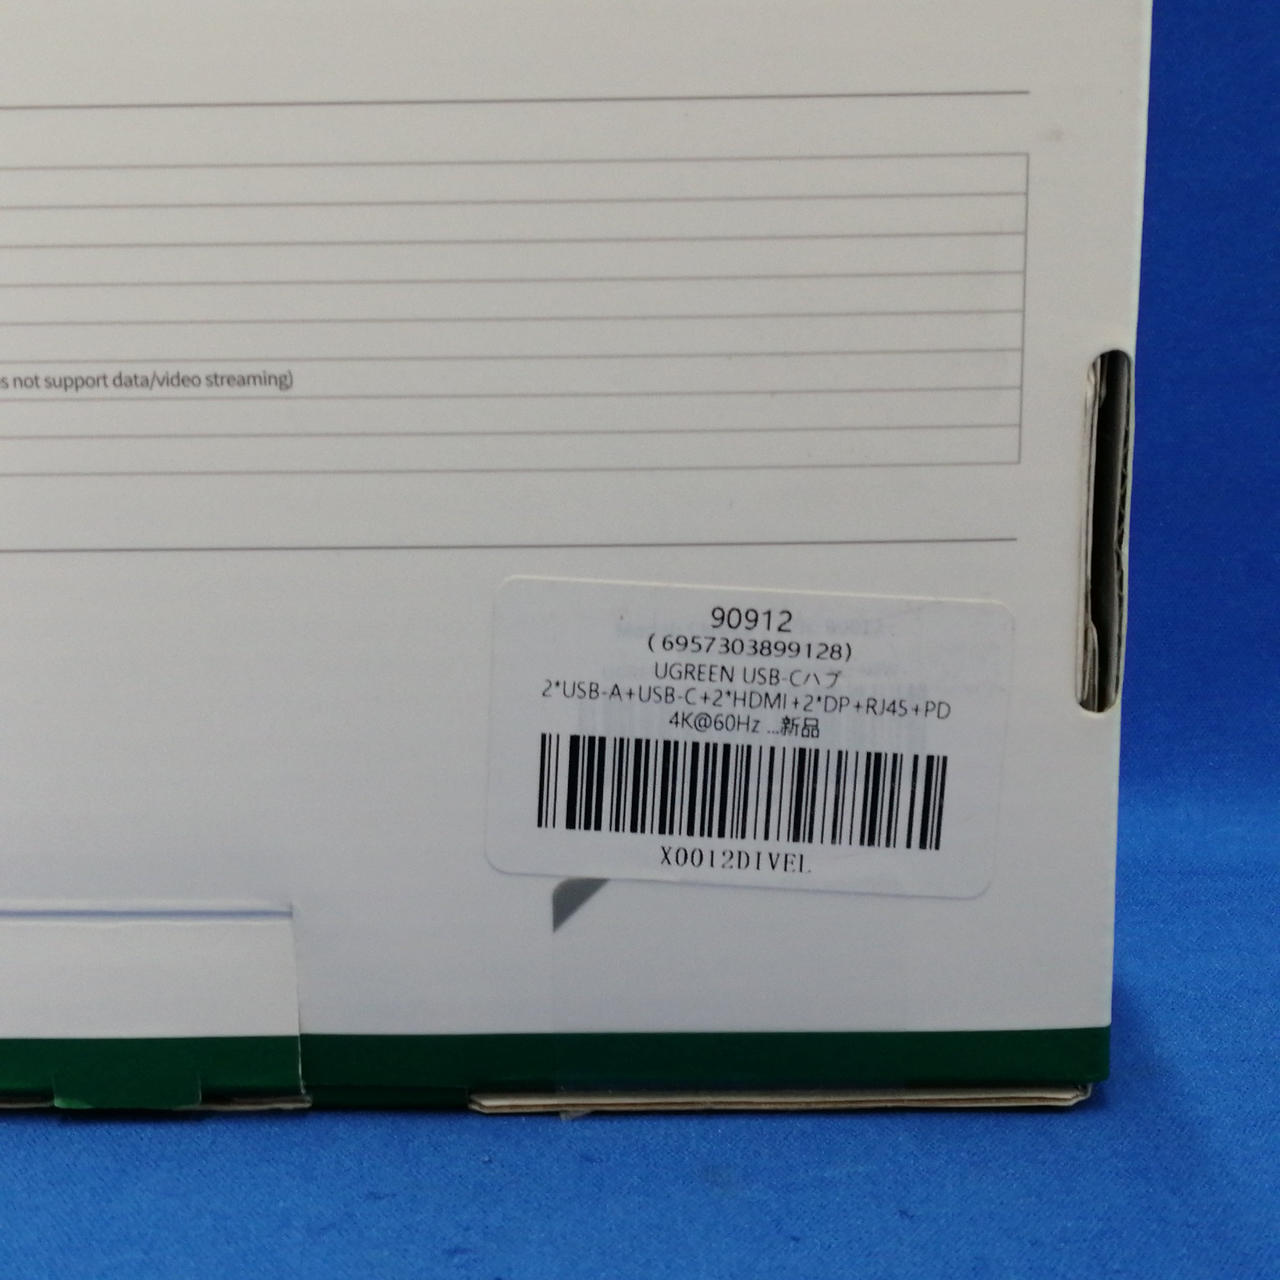 s not support data/video streaming)
90912
(6957303899128)
UGREEN USB-Cハブ
2*USB-A+USB-C+2*HDMI+2*DP+RJ45+PD
4K@60Hz ...新品
X0012DIVEL